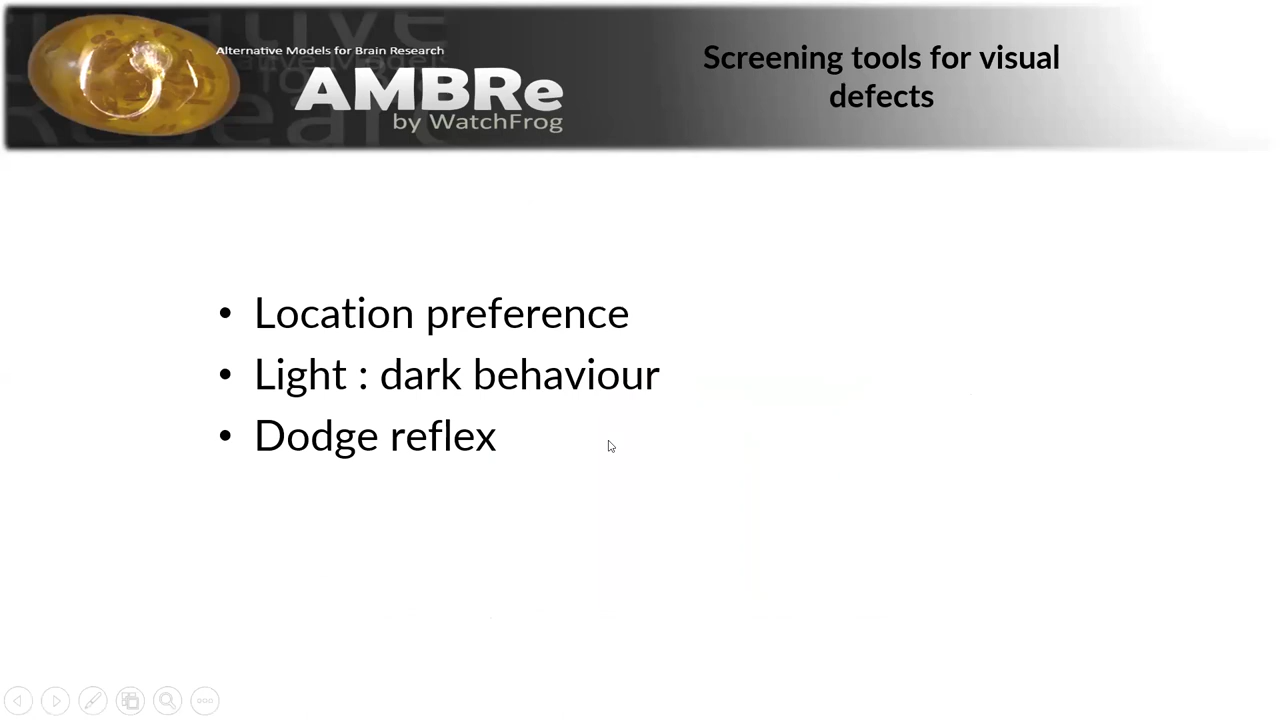 Alternative Models for Brain Research
AMBRe
by WatchFrog
Screening tools for visual
defects
• Location preference
• Light : dark behaviour
• Dodge reflex